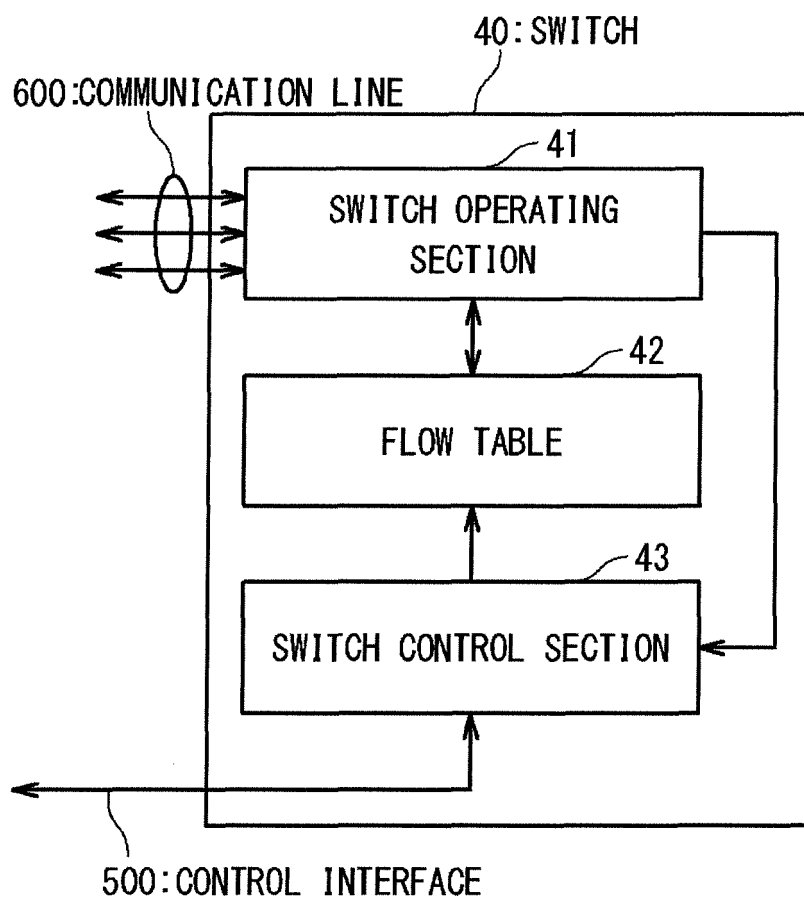 40:SWITCH
600:COMMUNICATION LINE
41
SWITCH OPERATING
SECTION
42
FLOW TABLE
43
SWITCH CONTROL SECTION
500:CONTROL INTERFACE